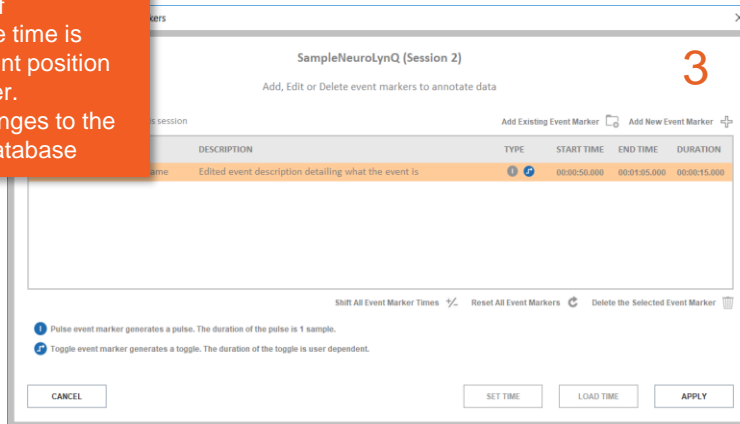 e time is
nt position
er.
nges to the
atabase
kers
SampleNeuroLynQ (Session 2)
3
Add, Edit or Delete event markers to annotate data
session
Add Existing Event Marker
Add New Event Marker
DESCRIPTION TYPE START TIME END TIME DURATION
ame Edited event description detailing what the event is 00:00:50.000 00:01:05.000 00:00:15.000
Shift All Event Marker Times +/- Reset All Event Markers Delete the Selected Event Marker
Pulse event marker generates a pulse. The duration of the pulse is 1 sample.
Toggle event marker generates a toggle. The duration of the toggle is user dependent.
CANCEL SET TIME LOAD TIME APPLY